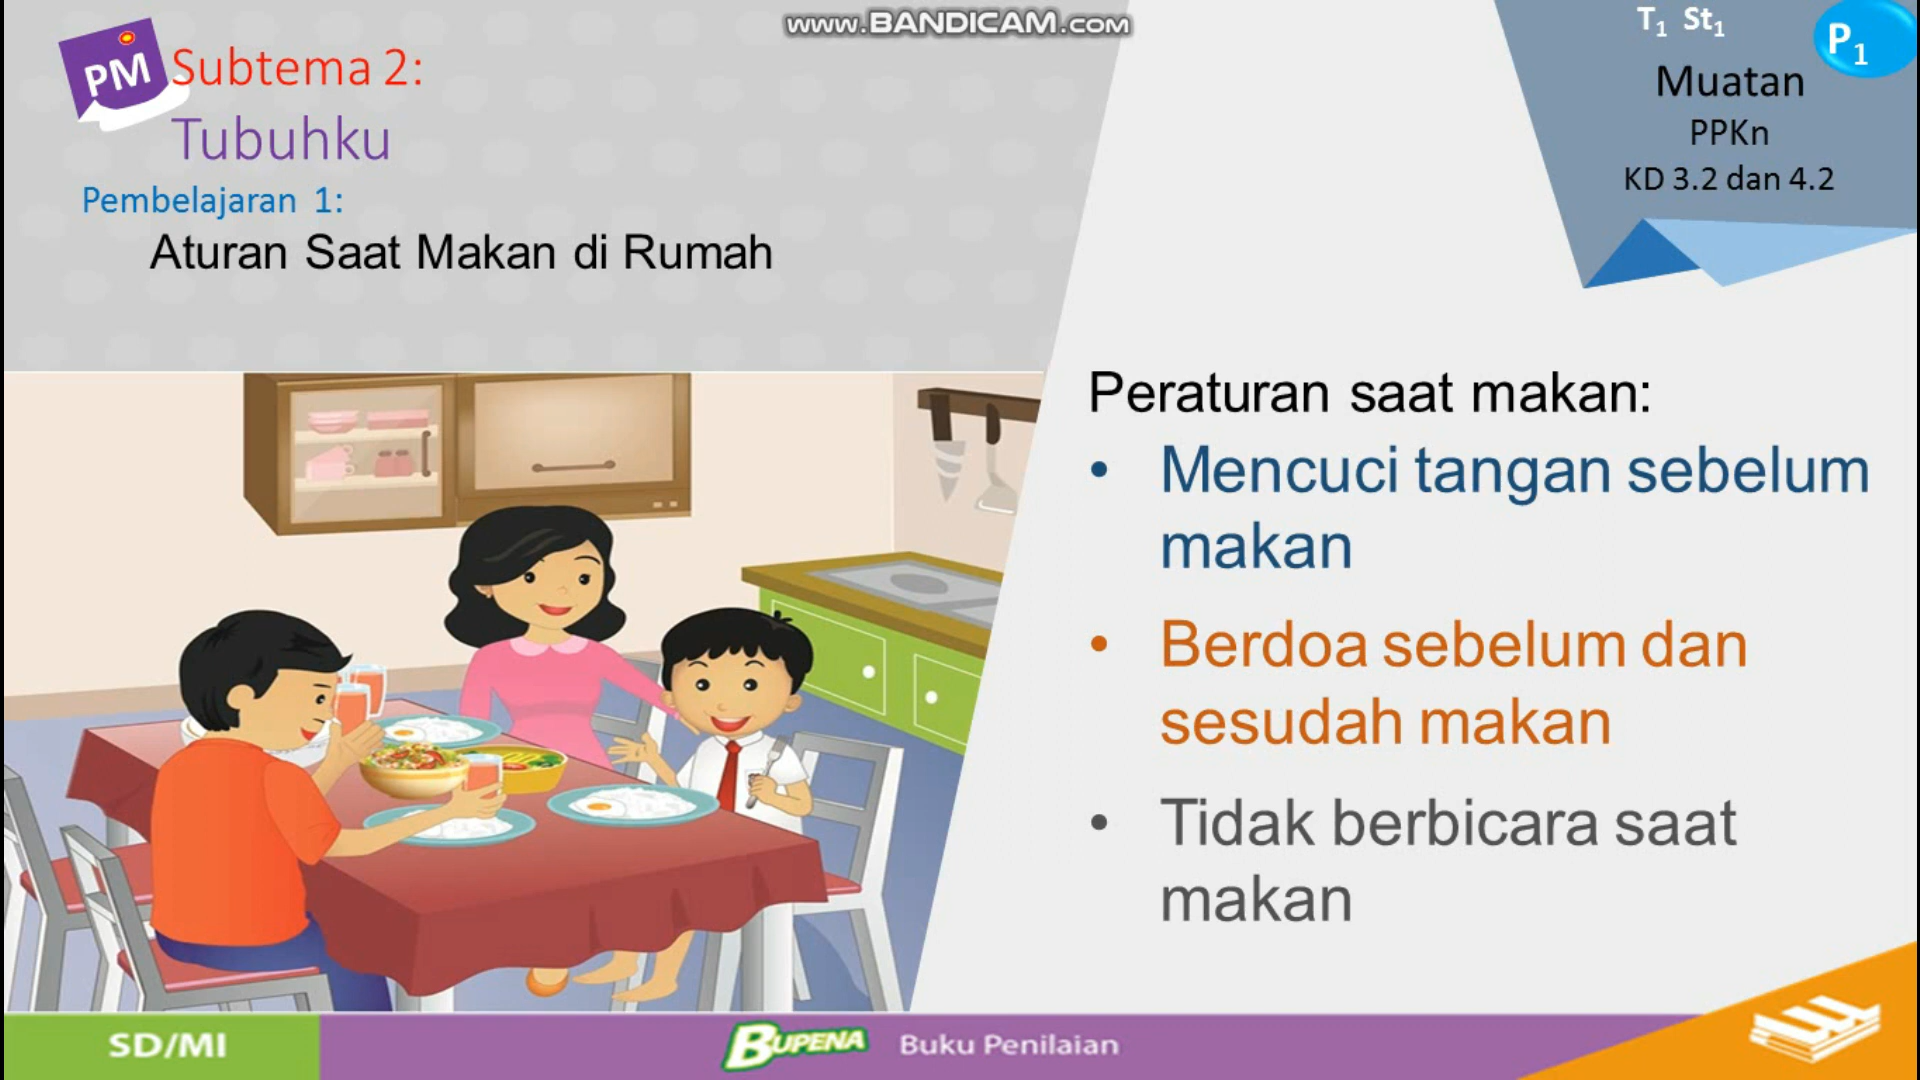 www.BANDICAM.com
PM
Subtema 2:
Tubuhku
Pembelajaran 1:
Aturan Saat Makan di Rumah
T1 St1
P1
Muatan
PPKn
KD 3.2 dan 4.2
Peraturan saat makan:
• Mencuci tangan sebelum
makan
• Berdoa sebelum dan
sesudah makan
• Tidak berbicara saat
makan
SD/MI
BUPENA
Buku Penilaian